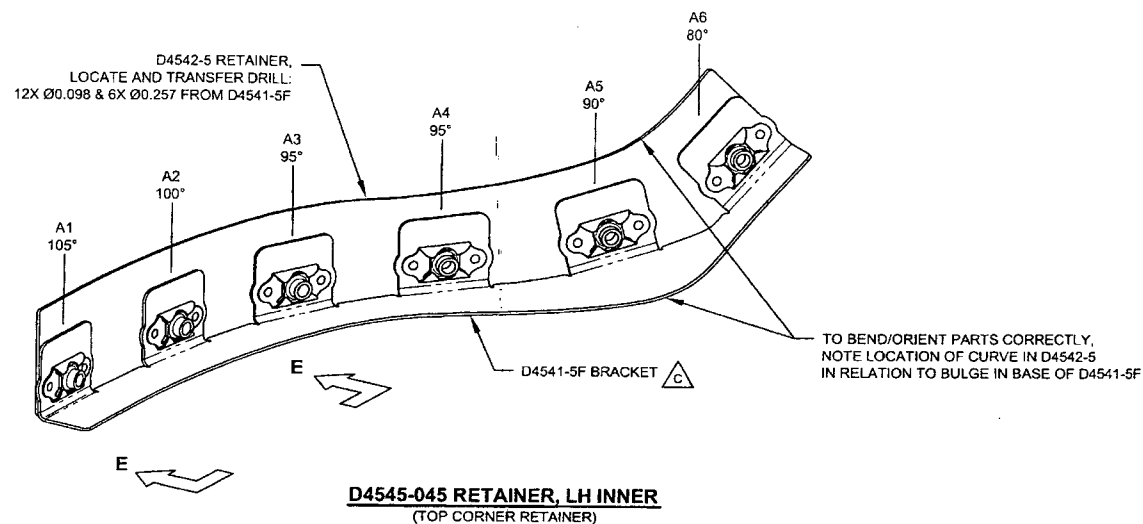 A6
80°
D4542-5 RETAINER,
LOCATE AND TRANSFER DRILL:
12X Ø0.098 & 6X Ø0.257 FROM D4541-5F
A5
90°
A4
95°
A3
95°
A2
100°
A1
105°
TO BEND/ORIENT PARTS CORRECTLY,
NOTE LOCATION OF CURVE IN D4542-5
IN RELATION TO BULGE IN BASE OF D4541-5F
E
D4541-5F BRACKET
C
E
D4545-045 RETAINER, LH INNER
(TOP CORNER RETAINER)